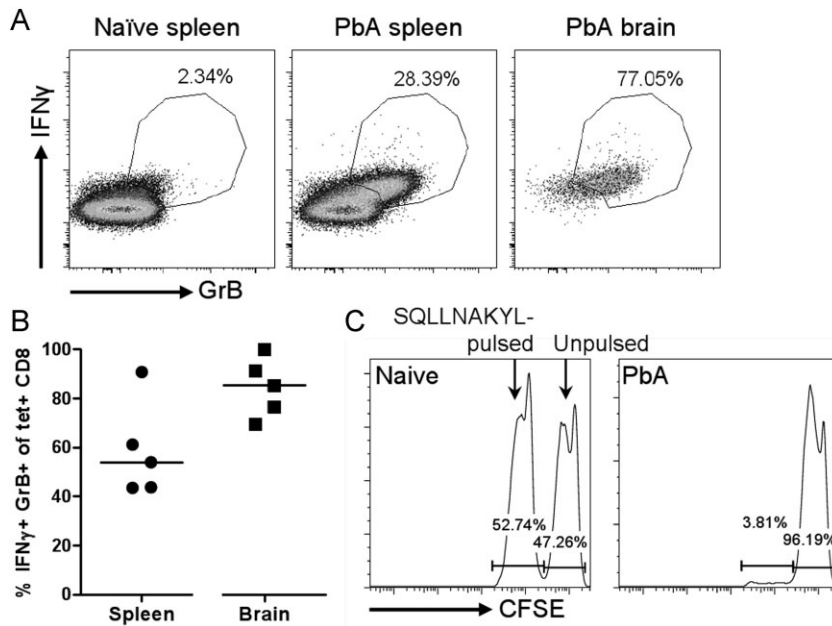 A
Naïve spleen
PbA spleen
PbA brain
2.34%
28.39%
77.05%
IFNγ
GrB
B
% IFNγ+ GrB+ of tet+ CD8
100
80
60
40
20
0
Spleen
Brain
C
SQLLNAKYL-
pulsed
Unpulsed
Naive
PbA
52.74%
47.26%
3.81%
96.19%
CFSE